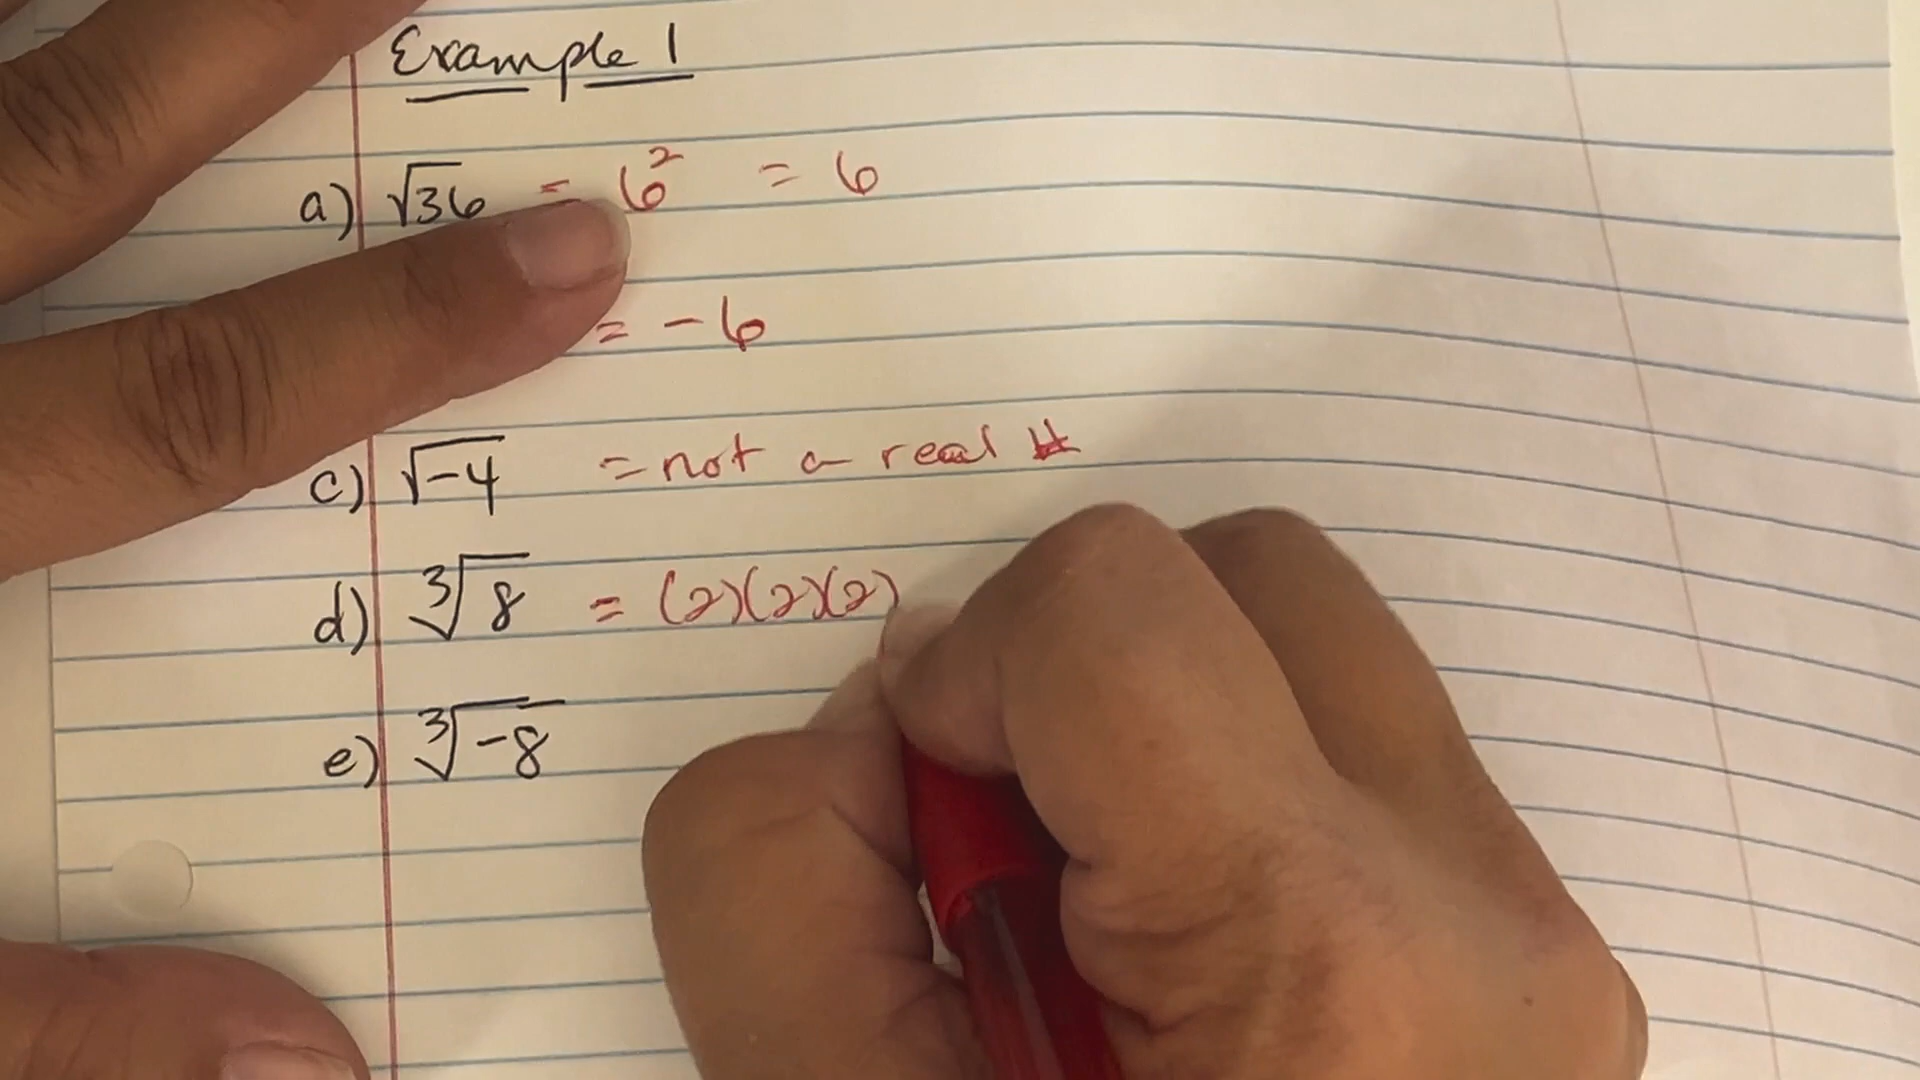 Example 1
a) √36 = 6² = 6
= -6
c) √-4 = not a real #
d) ∛8 = (2)(2)(2)
e) ∛-8